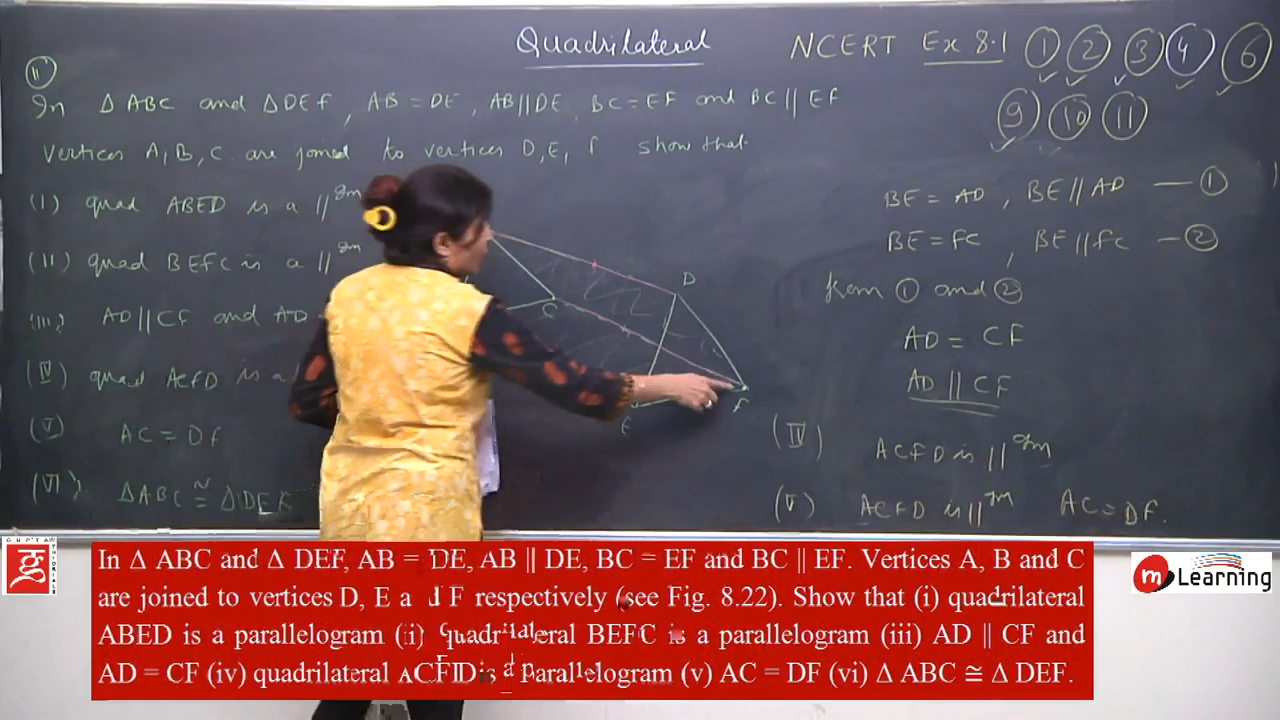 Quadrilateral NCERT Ex 8.1 1 2 3 4 6
9 10 11
11
In Δ ABC and Δ DEf, AB = DE, AB||DE, BC = EF and BC || EF
Vertices A, B, C. are joined to vertices D, E, f show that
(I) quad ABED is a ||gm
(II) quad BEFC is a ||gm
(III) AD || CF and AD
(IV) quad ACFD is a
(V) AC = Df
(VI) ΔABC ≅ ΔDEF
C
D
E
f
BE = AD, BE || AD — 1
BE = FC, BE || FC — 2
from 1 and 2
AD = CF
AD || CF
(IV) ACFD is ||gm
(V) ACFD is ||gm AC = DF.
GUPTA
TUTORIALS
In Δ ABC and Δ DEF, AB = DE, AB || DE, BC = EF and BC || EF. Vertices A, B and C
are joined to vertices D, E a d F respectively (see Fig. 8.22). Show that (i) quadrilateral
ABED is a parallelogram (ii) quadrilateral BEFC is a parallelogram (iii) AD || CF and
AD = CF (iv) quadrilateral ACFD is a Parallelogram (v) AC = DF (vi) Δ ABC ≅ Δ DEF.
m Learning